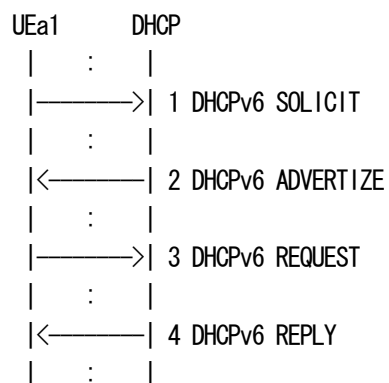 UEa1 DHCP
| : |
|--------->| 1 DHCPv6 SOLICIT
| : |
|<---------| 2 DHCPv6 ADVERTIZE
| : |
|--------->| 3 DHCPv6 REQUEST
| : |
|<---------| 4 DHCPv6 REPLY
| : |